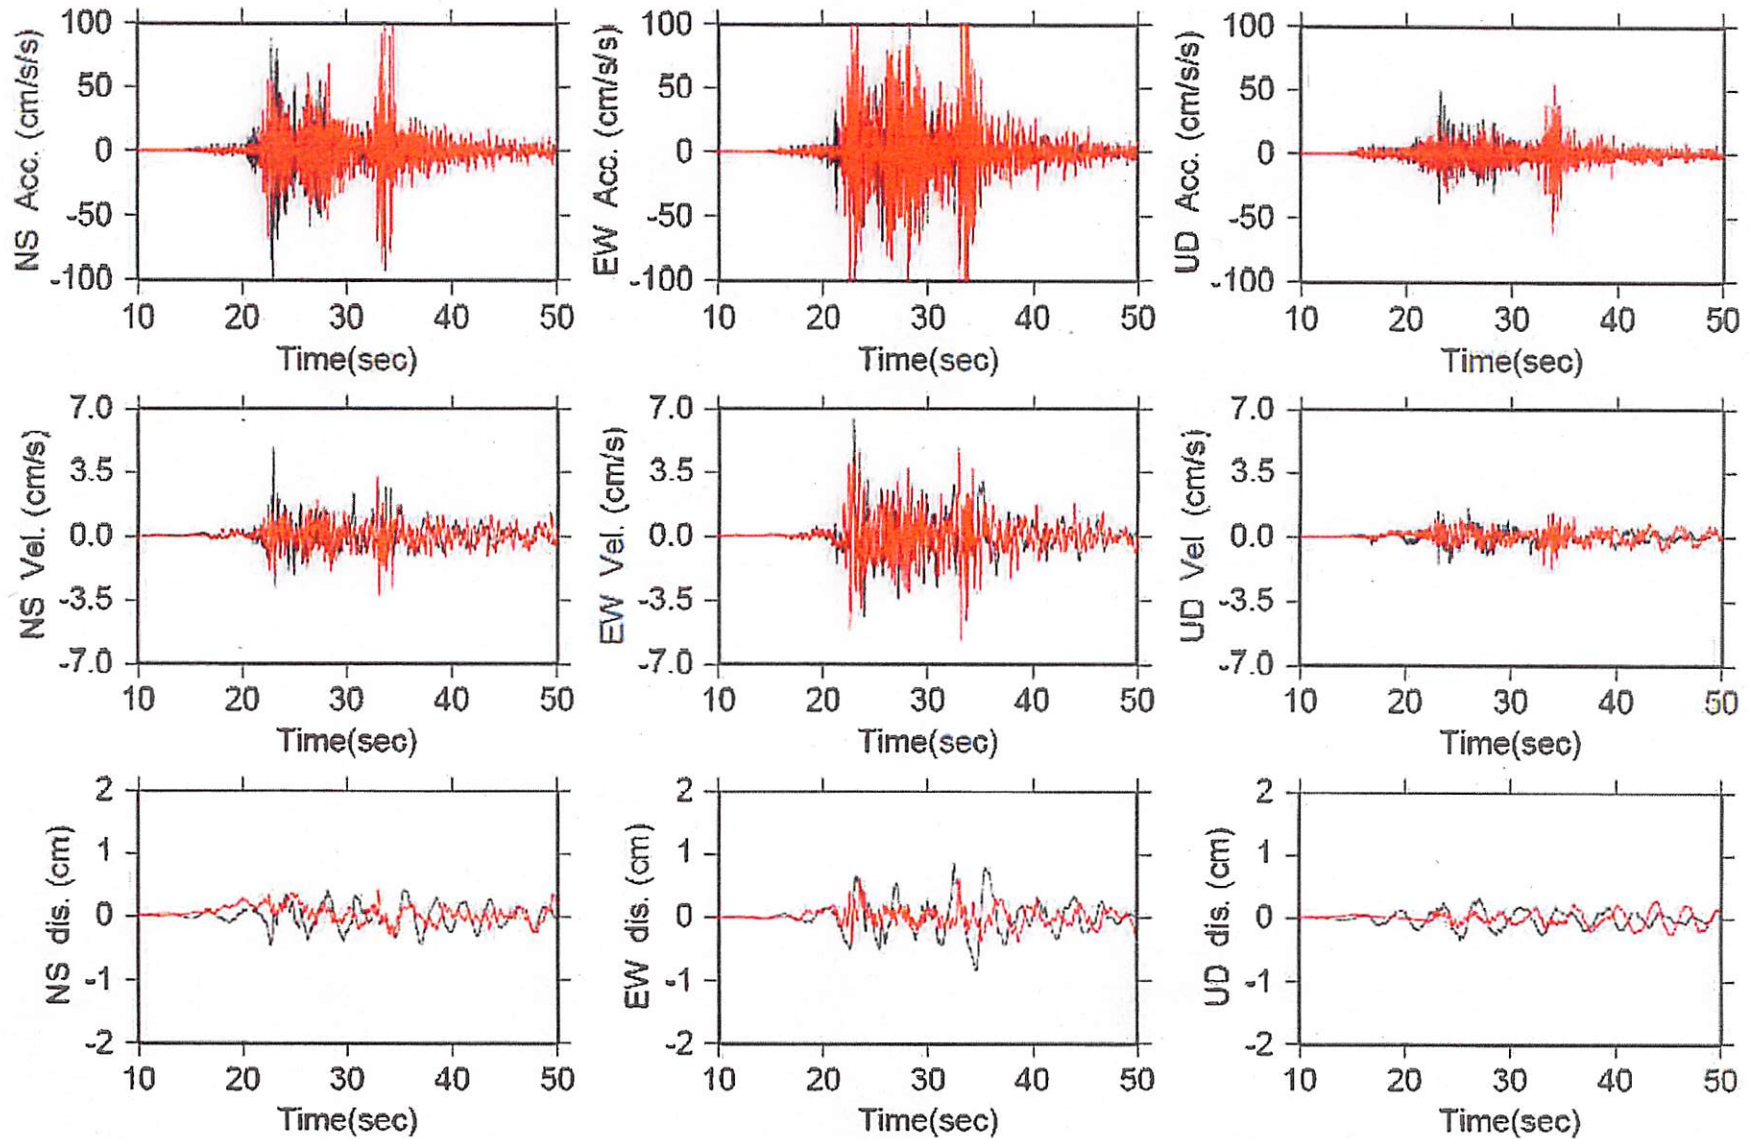 NS Acc. (cm/s/s)
100
50
0
-50
-100
10 20 30 40 50
Time(sec)
EW Acc. (cm/s/s)
100
50
0
-50
-100
10 20 30 40 50
Time(sec)
UD Acc. (cm/s/s)
100
50
0
-50
-100
10 20 30 40 50
Time(sec)
NS Vel. (cm/s)
7.0
3.5
0.0
-3.5
-7.0
10 20 30 40 50
Time(sec)
EW Vel. (cm/s)
7.0
3.5
0.0
-3.5
-7.0
10 20 30 40 50
Time(sec)
UD Vel (cm/s)
7.0
3.5
0.0
-3.5
-7.0
10 20 30 40 50
Time(sec)
NS dis. (cm)
2
1
0
-1
-2
10 20 30 40 50
Time(sec)
EW dis. (cm)
2
1
0
-1
-2
10 20 30 40 50
Time(sec)
UD dis. (cm)
2
1
0
-1
-2
10 20 30 40 50
Time(sec)